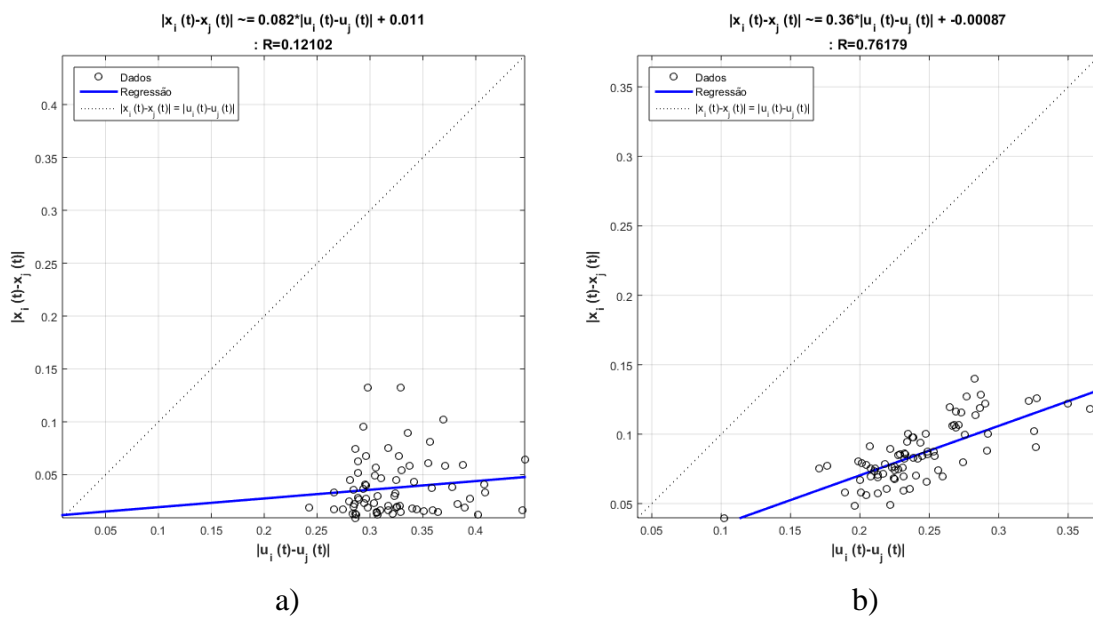 |x_i (t)-x_j (t)| ~= 0.082*|u_i (t)-u_j (t)| + 0.011
: R=0.12102
Dados
Regressão
|x_i (t)-x_j (t)| = |u_i (t)-u_j (t)|
0.4
0.35
0.3
0.25
0.2
0.15
0.1
0.05
|x_i (t)-x_j (t)|
0.05 0.1 0.15 0.2 0.25 0.3 0.35 0.4
|u_i (t)-u_j (t)|
a)
|x_i (t)-x_j (t)| ~= 0.36*|u_i (t)-u_j (t)| + -0.00087
: R=0.76179
Dados
Regressão
|x_i (t)-x_j (t)| = |u_i (t)-u_j (t)|
0.35
0.3
0.25
0.2
0.15
0.1
0.05
|x_i (t)-x_j (t)|
0.05 0.1 0.15 0.2 0.25 0.3 0.35
|u_i (t)-u_j (t)|
b)